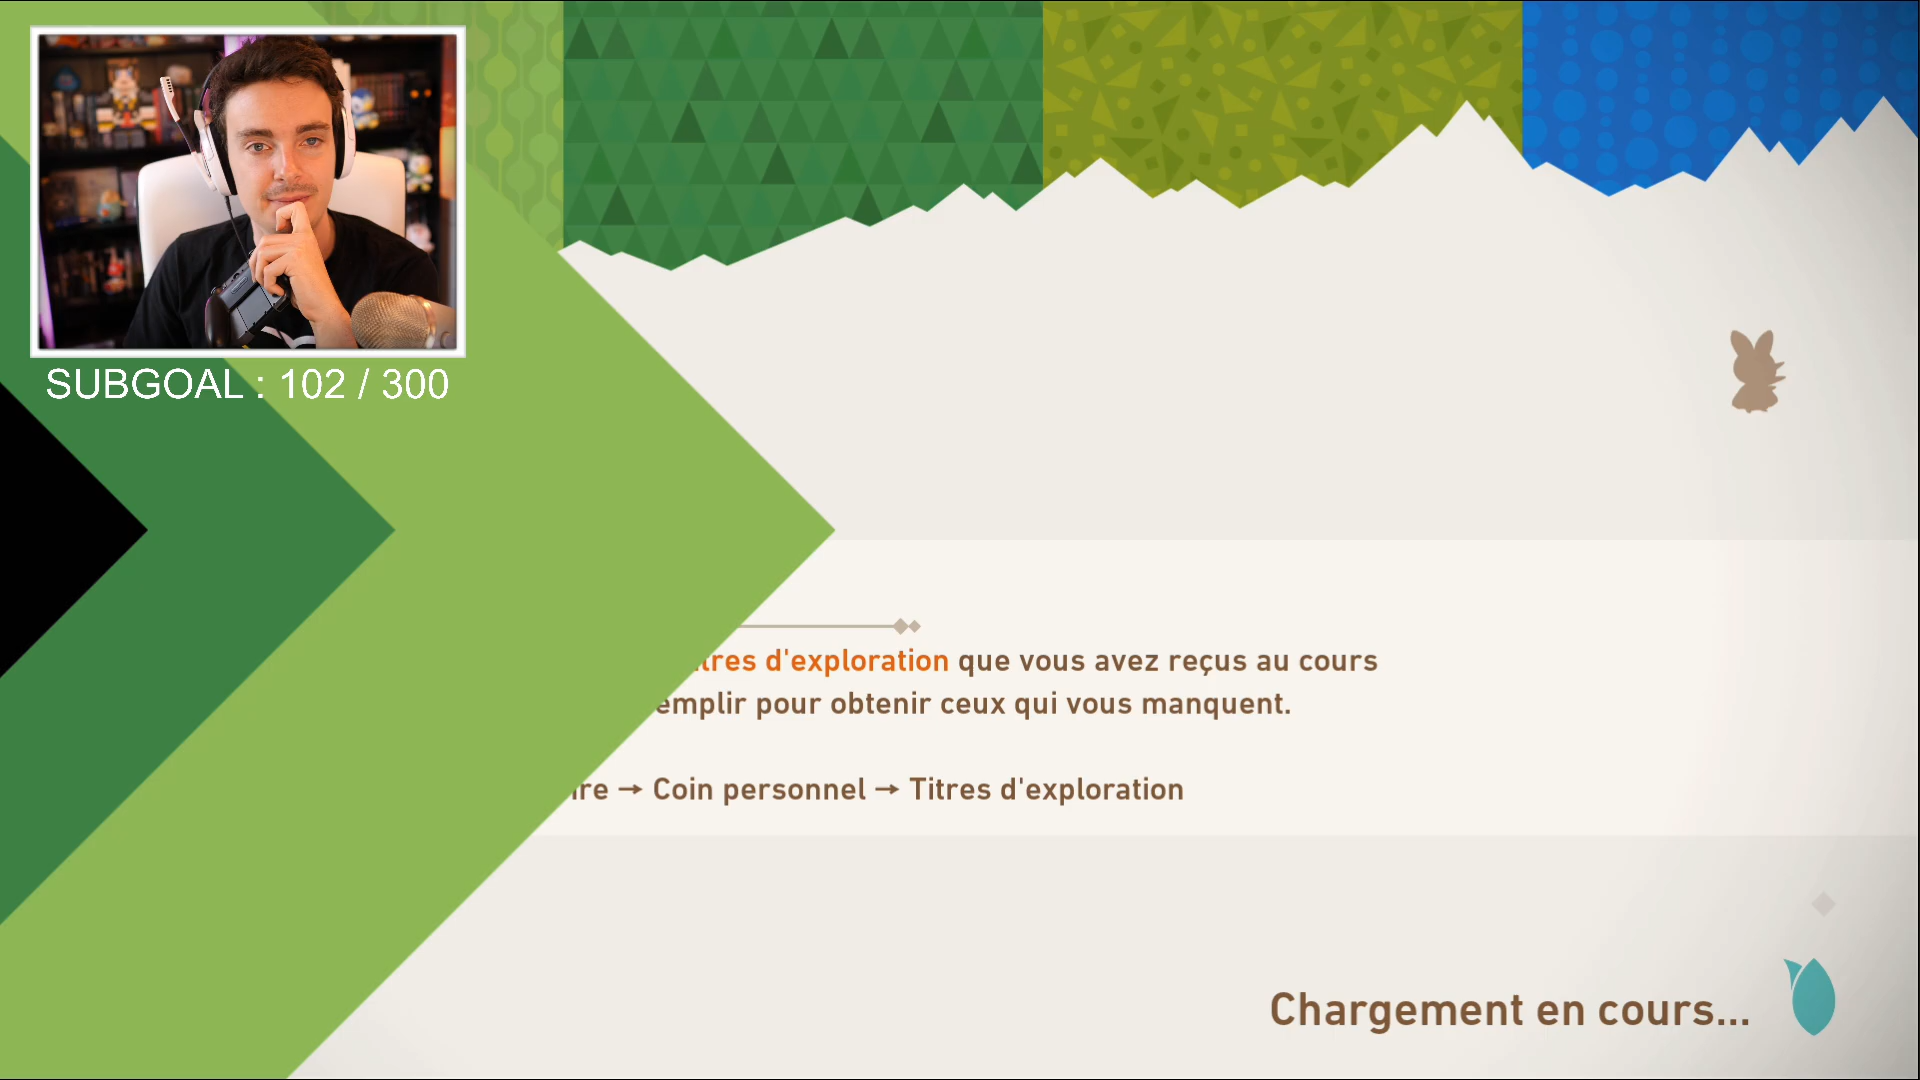 SUBGOAL : 102 / 300
d'exploration que vous avez reçus au cours
pour obtenir ceux qui vous manquent.
→ Coin personnel → Titres d'exploration
Chargement en cours...